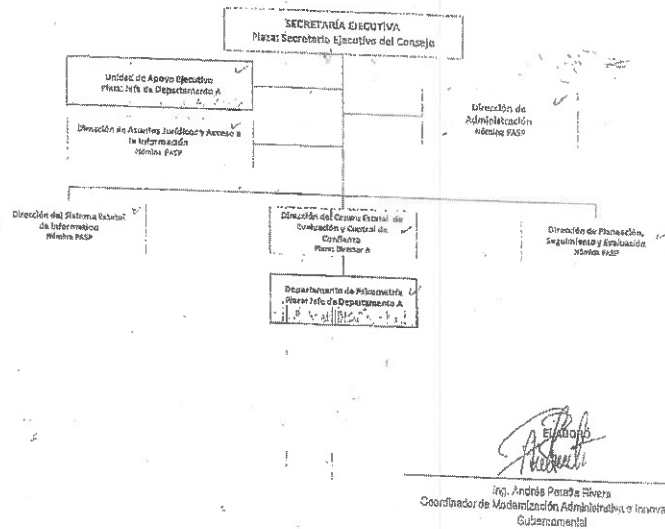 SECRETARÍA EJECUTIVA
Plaza: Secretario Ejecutivo del Consejo
Unidad de Apoyo Ejecutivo
Plaza: Jefe de Departamento A
Dirección de
Administración
Nómina FASP
Dirección de Asuntos Jurídicos y Acceso a
la Información
Nómina FASP
Dirección del Sistema Estatal
de Informática
Nómina FASP
Dirección del Centro Estatal de
Evaluación y Control de
Confianza
Plaza: Director A
Dirección de Planeación,
Seguimiento y Evaluación
Nómina FASP
Departamento de Psicometría
Plaza: Jefe de Departamento A
ELABORÓ
Ing. Andrés Rivera
Coordinador de Modernización Administrativa e Innova
Gubernamental